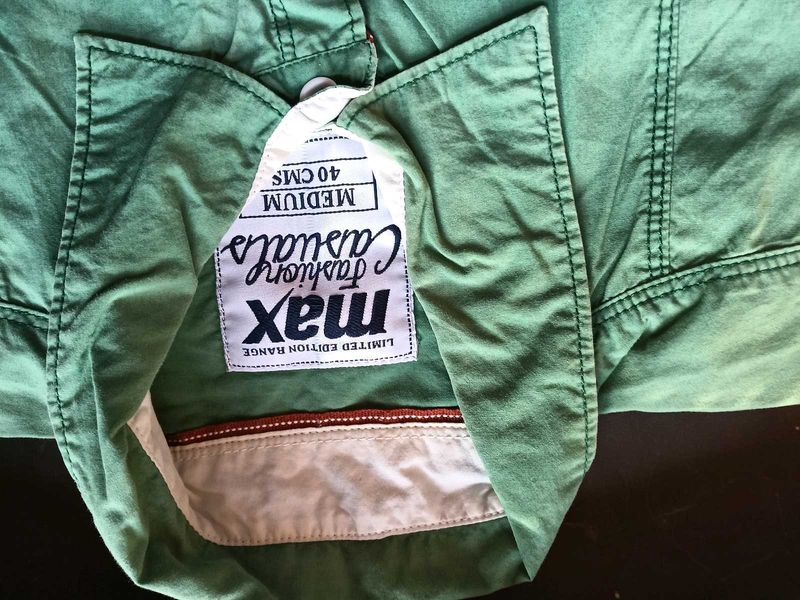 LIMITED EDITION RANGE
max
Fashion
Casuals
MEDIUM
40 CMS